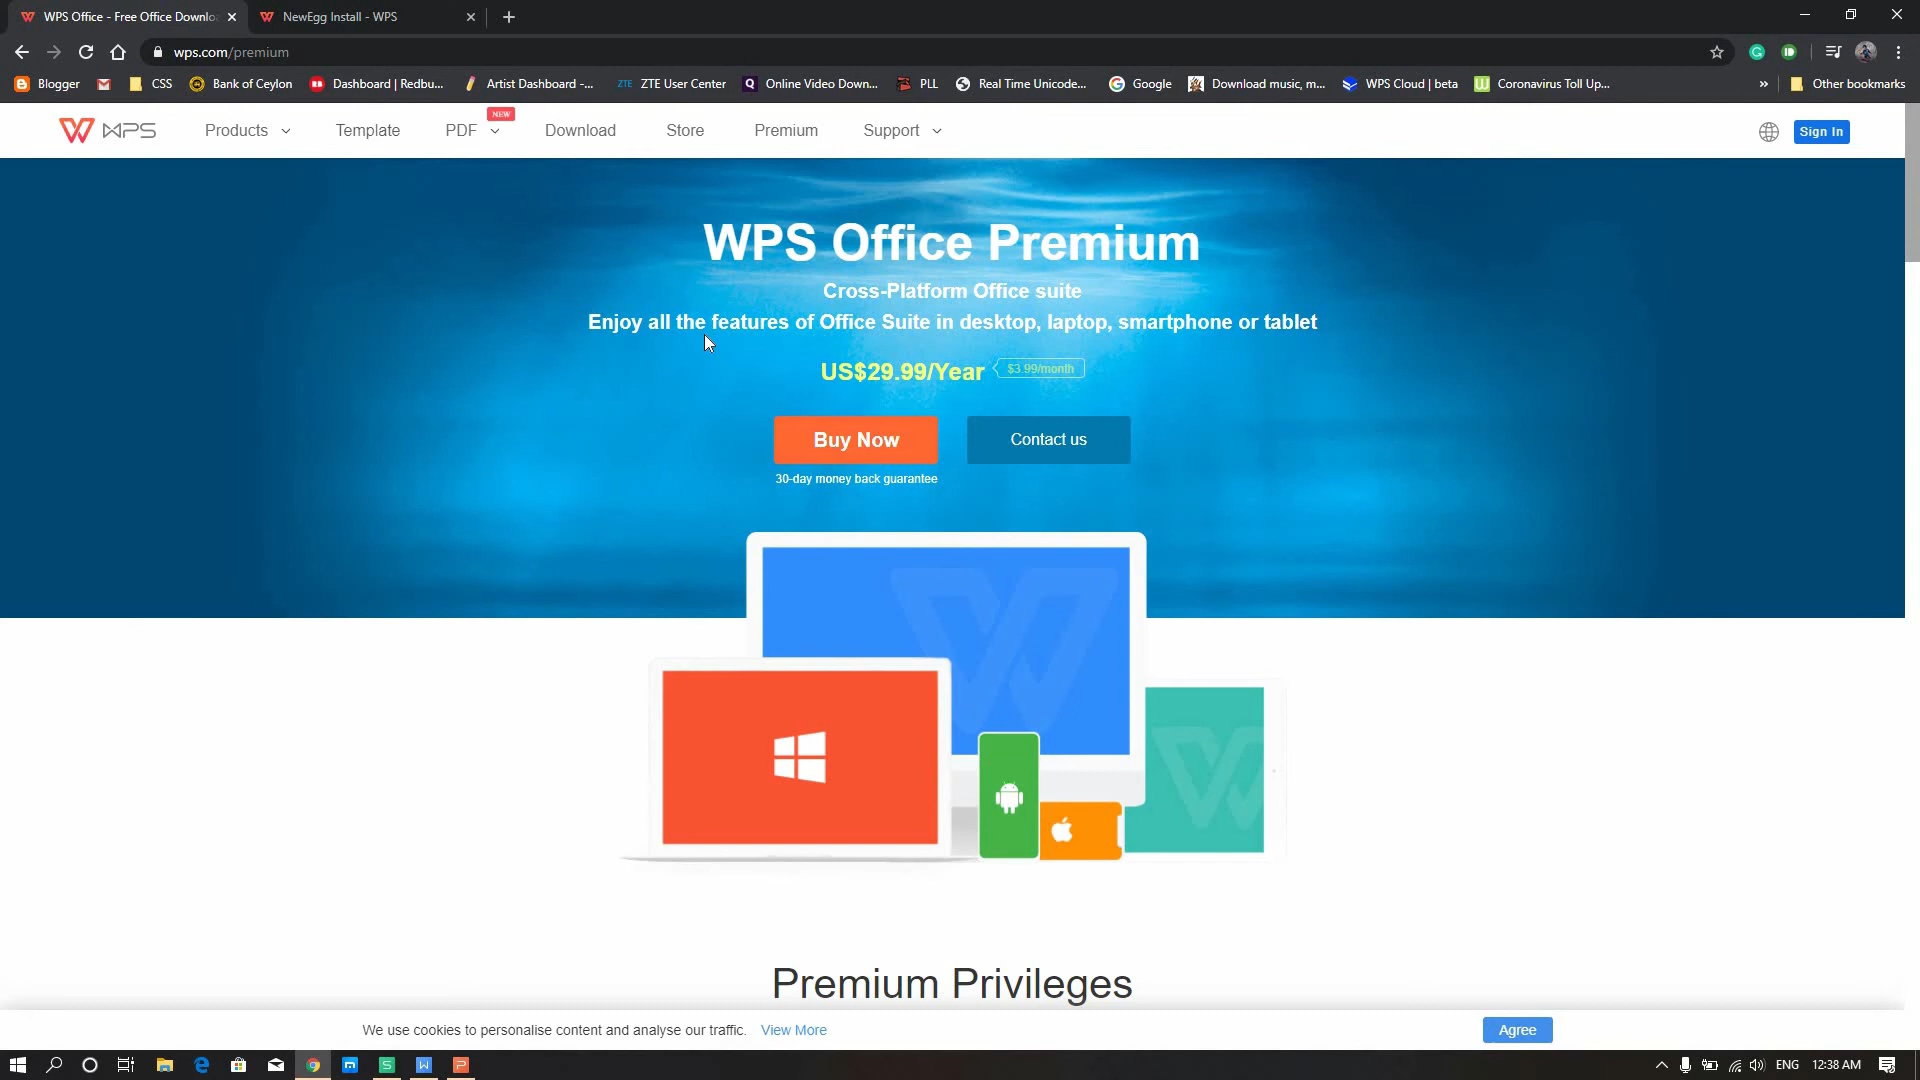 WPS Office - Free Office Downlo
NewEgg Install - WPS
wps.com/premium
Blogger
CSS
Bank of Ceylon
Dashboard | Redbu...
Artist Dashboard -...
ZTE
ZTE User Center
Online Video Down...
PLL
Real Time Unicode...
Google
Download music, m...
WPS Cloud | beta
Coronavirus Toll Up...
»
Other bookmarks
WPS
Products
Template
PDF
NEW
Download
Store
Premium
Support
Sign In
WPS Office Premium
Cross-Platform Office suite
Enjoy all the features of Office Suite in desktop, laptop, smartphone or tablet
US$29.99/Year
$3.99/month
Buy Now
Contact us
30-day money back guarantee
Premium Privileges
We use cookies to personalise content and analyse our traffic.
View More
Agree
ENG
12:38 AM